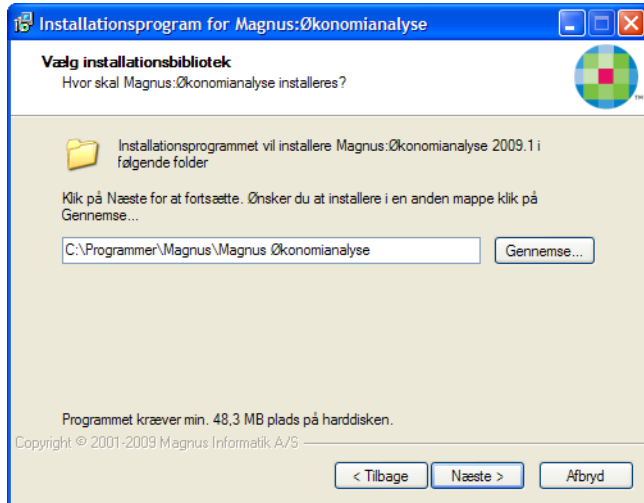 Installationsprogram for Magnus:Økonomianalyse
Vælg installationsbibliotek
Hvor skal Magnus:Økonomianalyse installeres?
TM
Installationsprogrammet vil installere Magnus:Økonomianalyse 2009.1 i
følgende folder
Klik på Næste for at fortsætte. Ønsker du at installere i en anden mappe klik på
Gennemse...
C:\Programmer\Magnus\Magnus Økonomianalyse
Gennemse...
Programmet kræver min. 48,3 MB plads på harddisken.
Copyright © 2001-2009 Magnus Informatik A/S
< Tilbage
Næste >
Afbryd